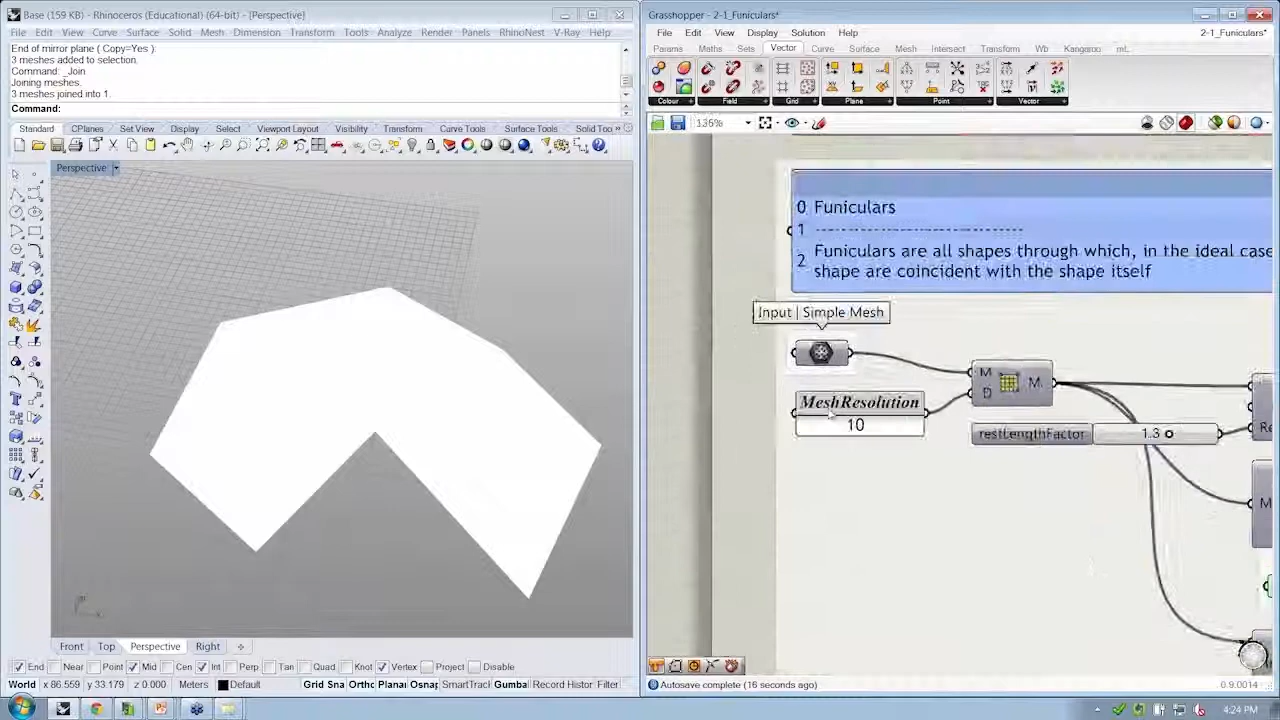 Base (159 KB) - Rhinoceros (Educational) (64-bit) - [Perspective]
File Edit View Curve Surface Solid Mesh Dimension Transform Tools Analyze Render Panels RhinoNest V-Ray Help
End of mirror plane ( Copy=Yes ):
3 meshes added to selection.
Command: _Join
Joining meshes.
3 meshes joined into 1.
Command:
Standard CPlanes Set View Display Select Viewport Layout Visibility Transform Curve Tools Surface Tools Solid Too »
Perspective
Front Top Perspective Right
End Near Point Mid Cen Int Perp Tan Quad Knot Vertex Project Disable
World x 86.559 y 33.179 z 0.000 Meters Default Grid Sna Ortho Planar Osnap SmartTrack Gumba Record Histor Filter
Grasshopper - 2-1_Funiculars*
File Edit View Display Solution Help 2-1_Funiculars*
Params Maths Sets Vector Curve Surface Mesh Intersect Transform Wb Kangaroo mL
Colour Field Grid Plane Point Vector
136%
0 Funiculars
1 ------------------------------
2 Funiculars are all shapes through which, in the ideal case
shape are coincident with the shape itself
Input | Simple Mesh
M
D
M
MeshResolution
10
restLengthFactor 1.3
Re
M
Autosave complete (16 seconds ago) 0.9.0014
4:24 PM